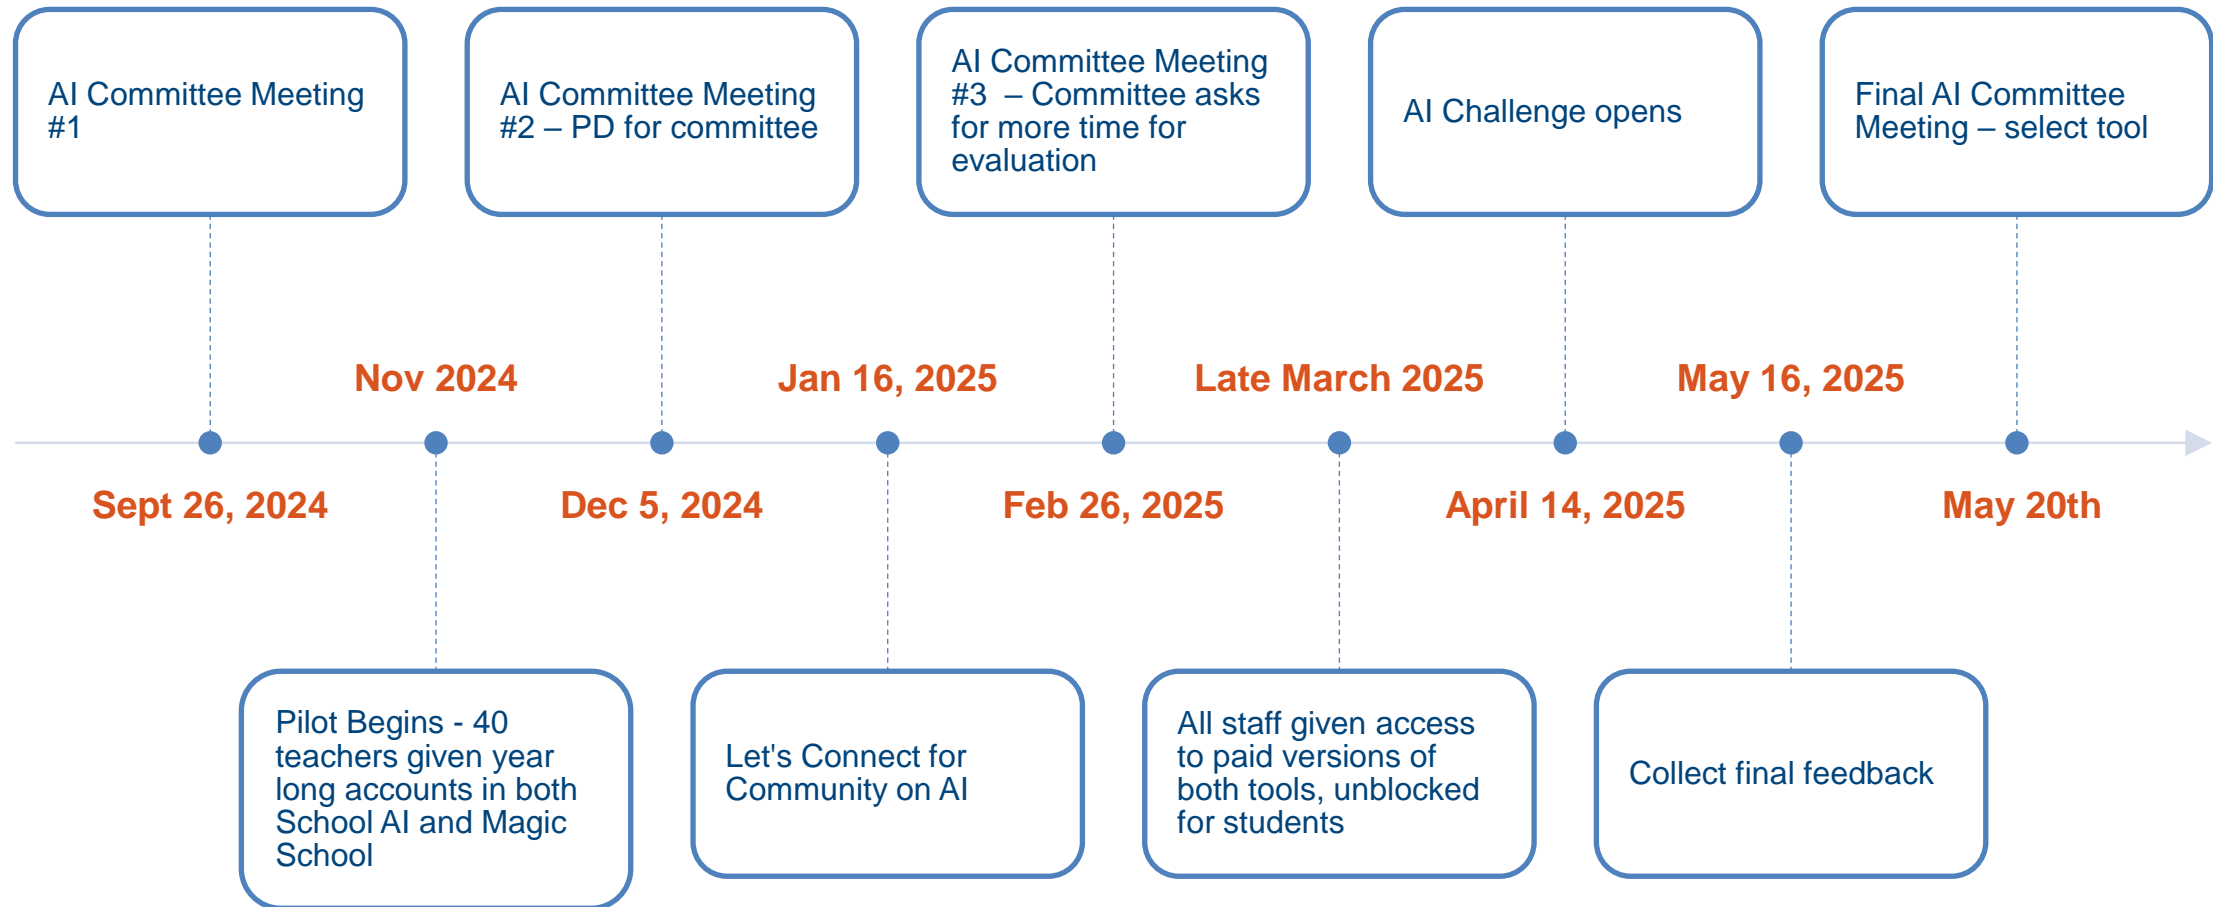 AI Committee Meeting
#1
AI Committee Meeting
#2 – PD for committee
AI Committee Meeting
#3  – Committee asks
for more time for
evaluation
AI Challenge opens
Final AI Committee
Meeting – select tool
Nov 2024
Jan 16, 2025
Late March 2025
May 16, 2025
Sept 26, 2024
Dec 5, 2024
Feb 26, 2025
April 14, 2025
May 20th
Pilot Begins - 40
teachers given year
long accounts in both
School AI and Magic
School
Let's Connect for
Community on AI
All staff given access
to paid versions of
both tools, unblocked
for students
Collect final feedback